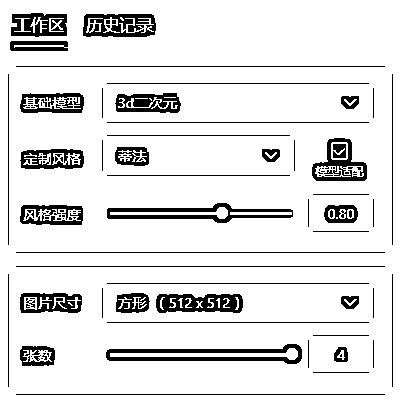 工作区 历史记录
基础模型 3d二次元
定制风格 蒂法
模型适配
风格强度 0.80
图片尺寸 方形 (512 x 512)
张数 4